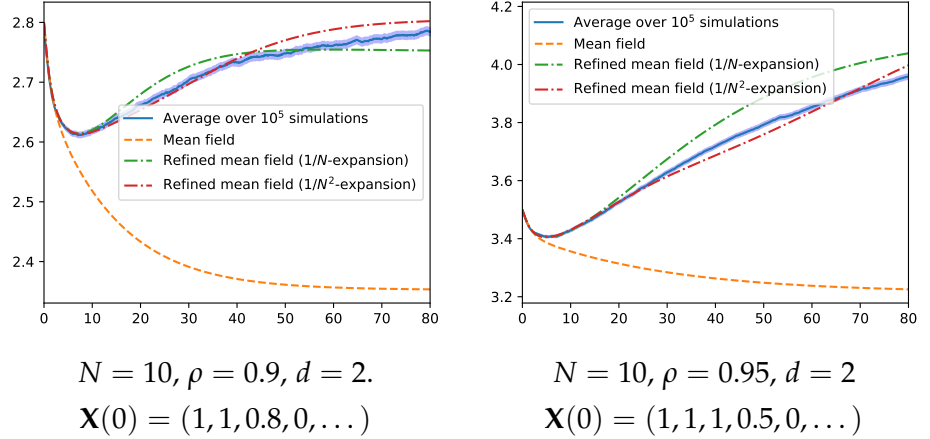 2.8
2.7
2.6
2.5
2.4
0 10 20 30 40 50 60 70 80
Average over 10⁵ simulations
Mean field
Refined mean field (1/N-expansion)
Refined mean field (1/N²-expansion)
N = 10, ρ = 0.9, d = 2.
X(0) = (1, 1, 0.8, 0, . . . )
4.2
4.0
3.8
3.6
3.4
3.2
0 10 20 30 40 50 60 70 80
Average over 10⁵ simulations
Mean field
Refined mean field (1/N-expansion)
Refined mean field (1/N²-expansion)
N = 10, ρ = 0.95, d = 2
X(0) = (1, 1, 1, 0.5, 0, . . . )